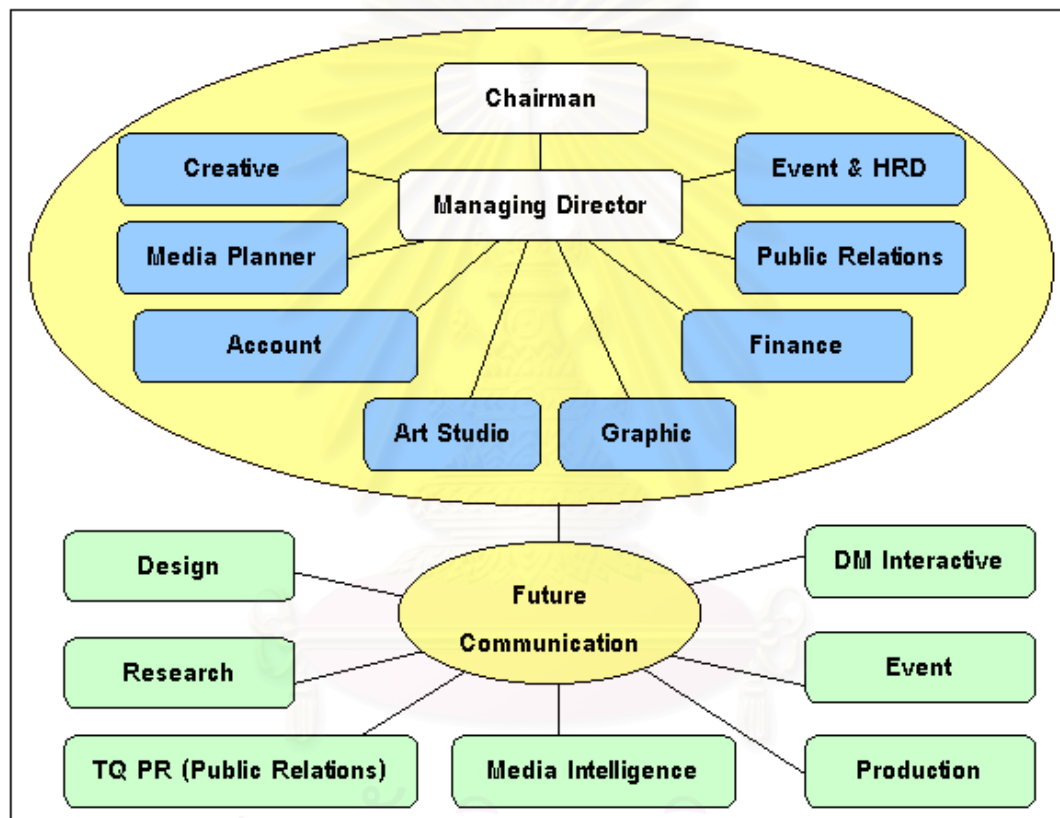 Chairman
Creative
Event & HRD
Managing Director
Media Planner
Public Relations
Account
Finance
Art Studio
Graphic
Design
DM Interactive
Future
Communication
Research
Event
TQ PR (Public Relations)
Media Intelligence
Production